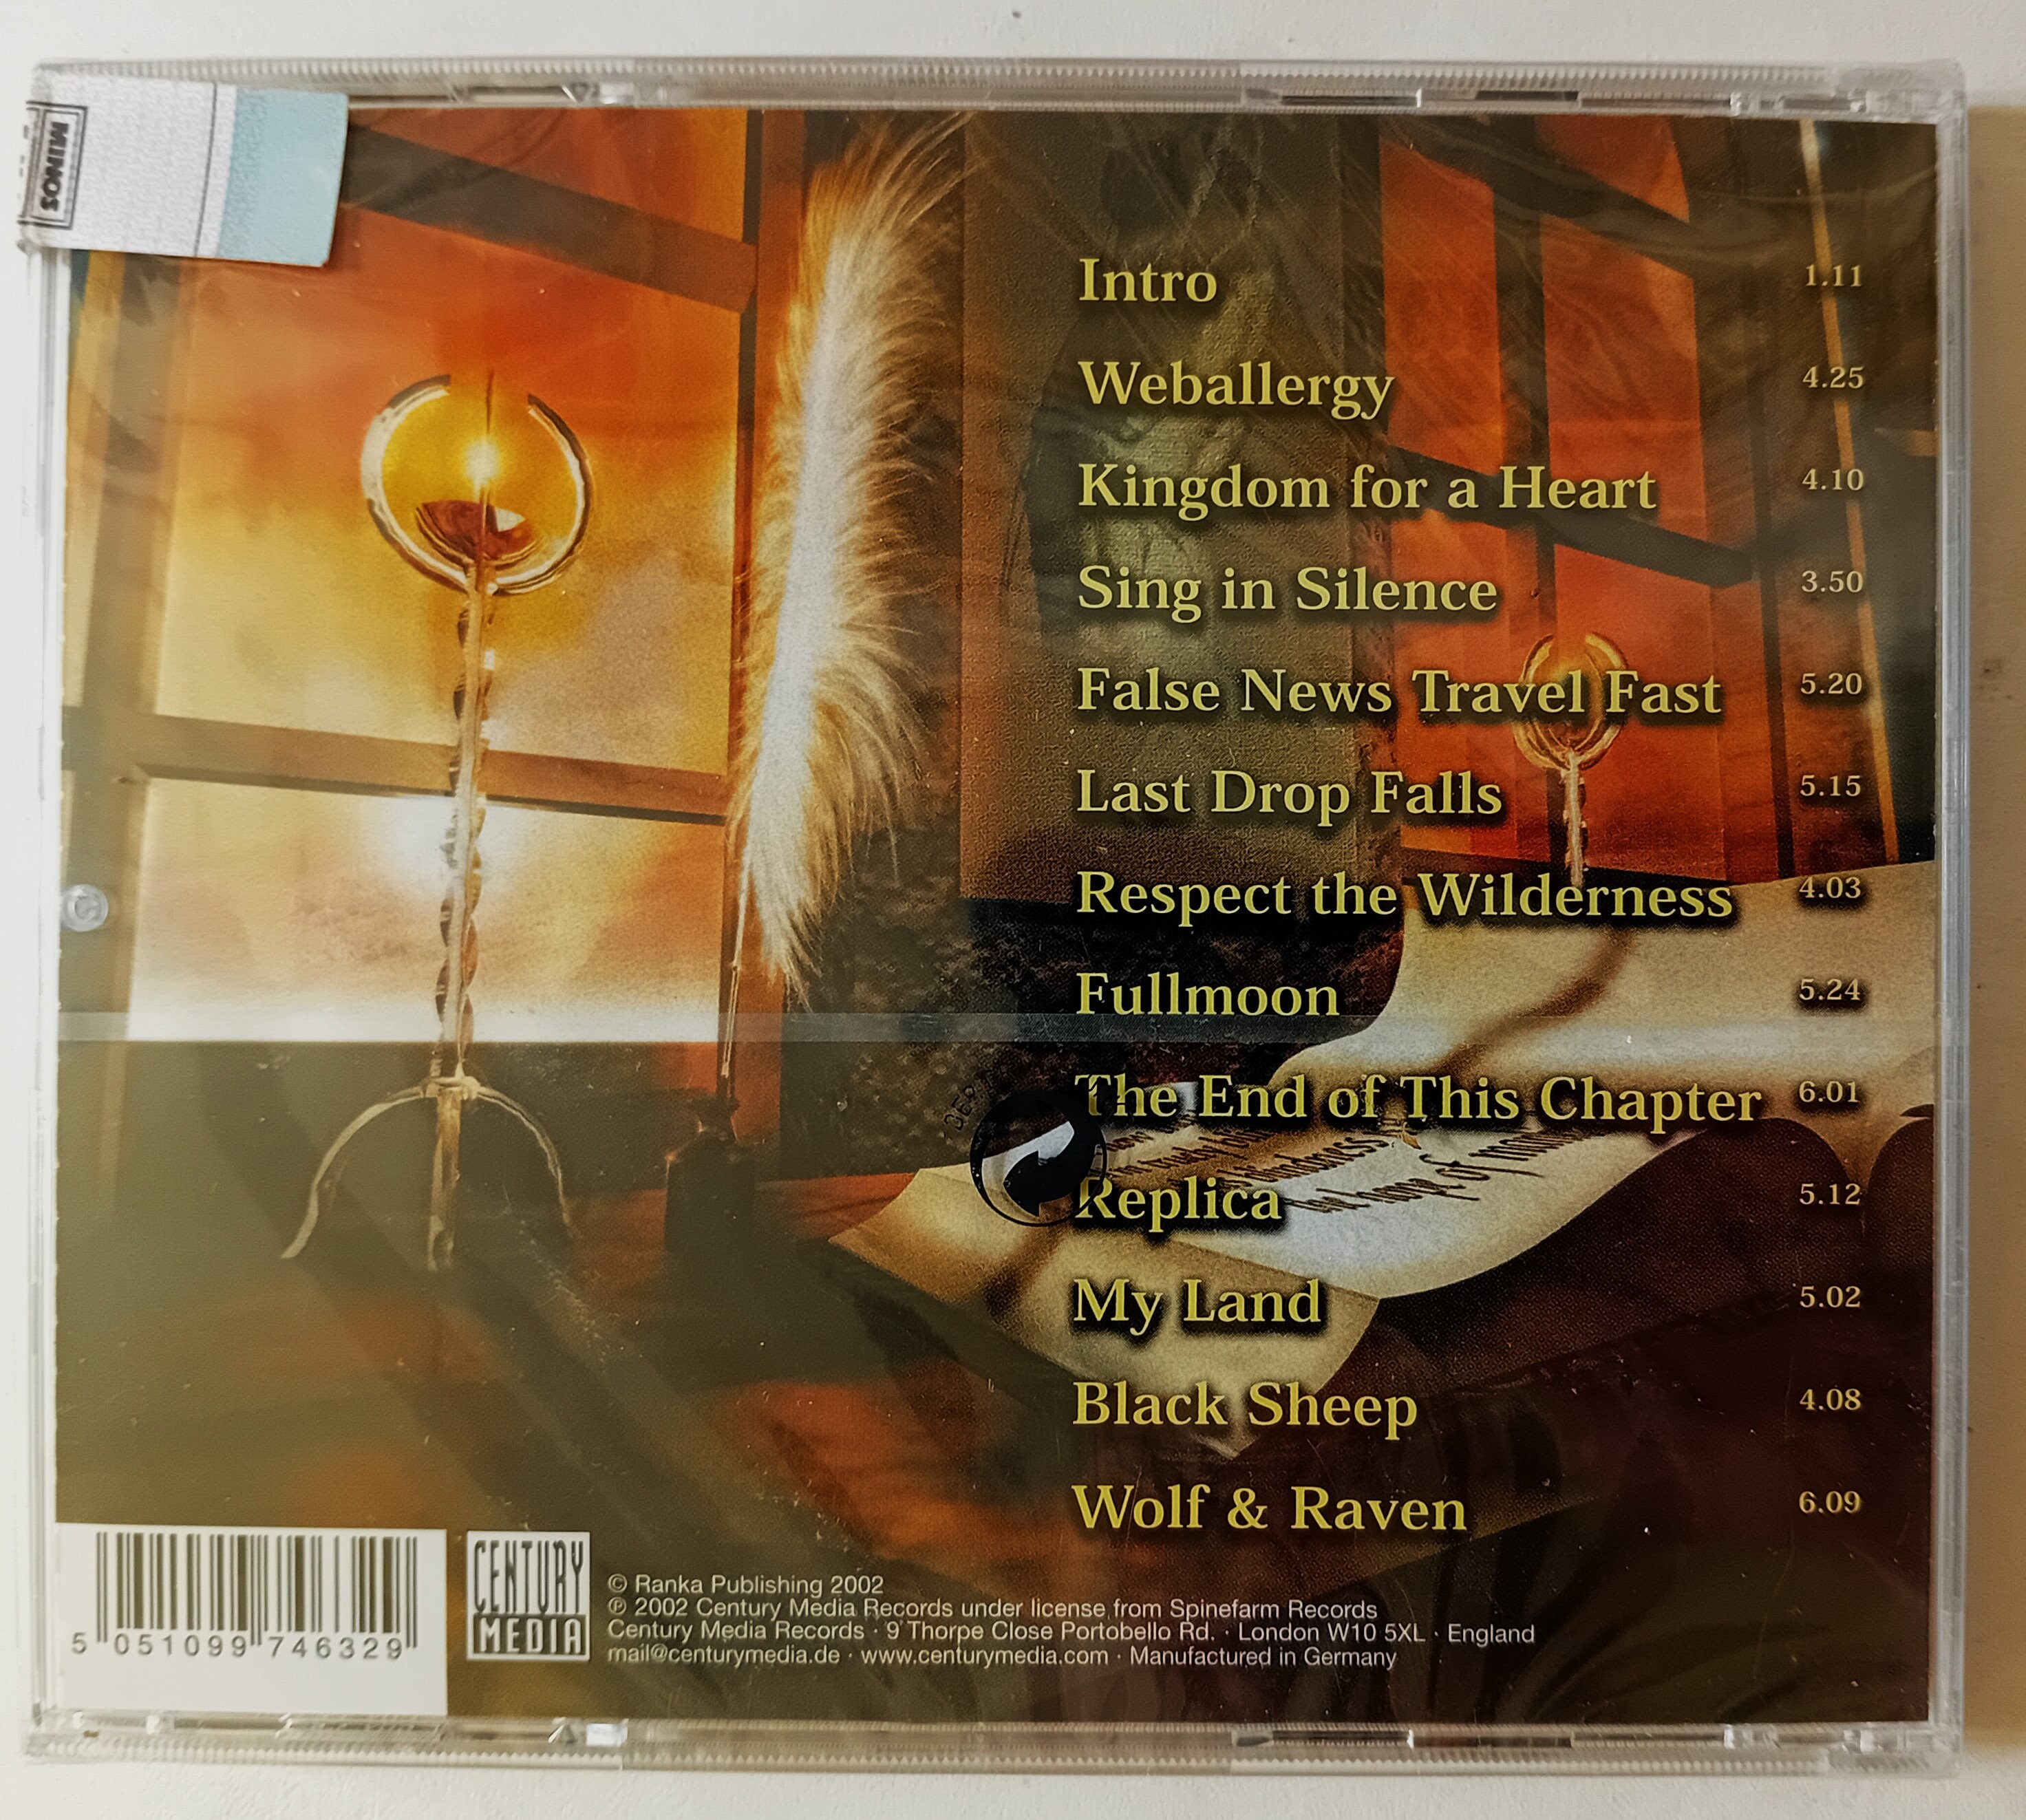 MINOS
Intro 1.11
Weballergy 4.25
Kingdom for a Heart 4.10
Sing in Silence 3.50
False News Travel Fast 5.20
Last Drop Falls 5.15
Respect the Wilderness 4.03
Fullmoon 5.24
The End of This Chapter 6.01
Replica 5.12
My Land 5.02
Black Sheep 4.08
Wolf & Raven 6.09
kindness
the hope of
5 051099 746329
CENTURY
MEDIA
© Ranka Publishing 2002
℗ 2002 Century Media Records under license from Spinefarm Records
Century Media Records · 9 Thorpe Close Portobello Rd. · London W10 5XL · England
mail@centurymedia.de · www.centurymedia.com · Manufactured in Germany